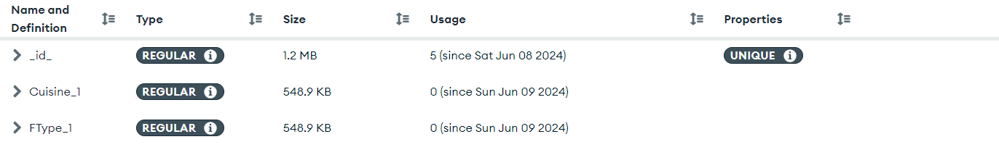 Name and
Definition
Type
Size
Usage
Properties
_id_ REGULAR i 1.2 MB 5 (since Sat Jun 08 2024) UNIQUE i
Cuisine_1 REGULAR i 548.9 KB 0 (since Sun Jun 09 2024)
FType_1 REGULAR i 548.9 KB 0 (since Sun Jun 09 2024)